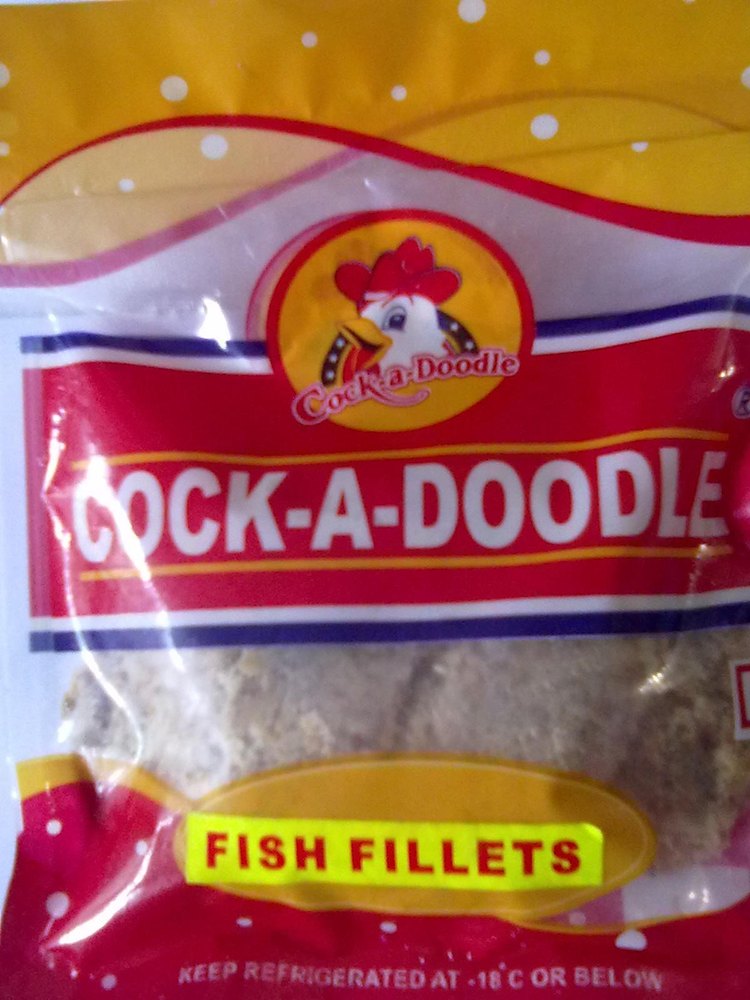 Cock-a-Doodle
COCK-A-DOODLE
FISH FILLETS
KEEP REFRIGERATED AT -18 C OR BELOW